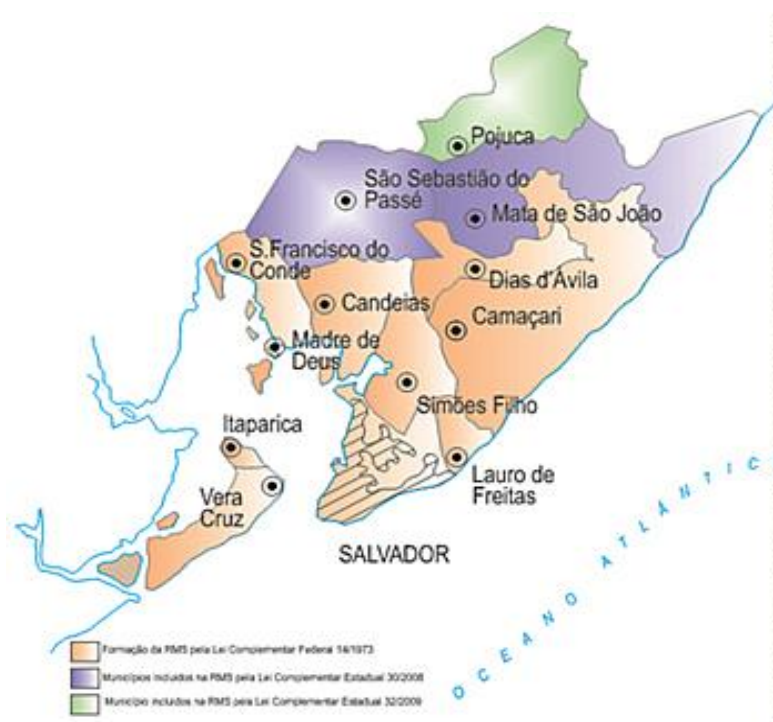 Pojuca
São Sebastião do
Passé
Mata de São João
S.Francisco do
Conde
Dias d'Ávila
Candeias
Camaçari
Madre de
Deus
Simões Filho
Itaparica
Lauro de
Freitas
Vera
Cruz
SALVADOR
OCEANO ATLÂNTIC
Formação da RMS pela Lei Complementar Federal 14/1973
Municípios incluídos na RMS pela Lei Complementar Estadual 30/2008
Município incluídos na RMS pela Lei Complementar Estadual 32/2009